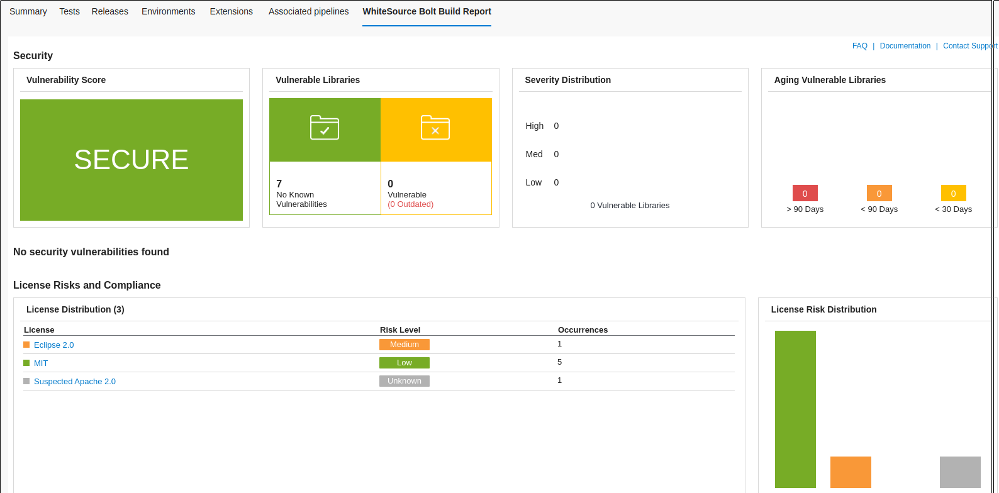 Summary Tests Releases Environments Extensions Associated pipelines WhiteSource Bolt Build Report
FAQ | Documentation | Contact Support
Security
Vulnerability Score
SECURE
Vulnerable Libraries
7
No Known
Vulnerabilities
0
Vulnerable
(0 Outdated)
Severity Distribution
High 0
Med 0
Low 0
0 Vulnerable Libraries
Aging Vulnerable Libraries
0 0 0
> 90 Days < 90 Days < 30 Days
No security vulnerabilities found
License Risks and Compliance
License Distribution (3)
License Risk Level Occurrences
Eclipse 2.0 Medium 1
MIT Low 5
Suspected Apache 2.0 Unknown 1
License Risk Distribution